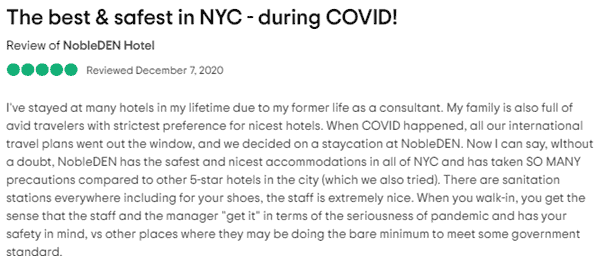 The best & safest in NYC - during COVID!
Review of NobleDEN Hotel
Reviewed December 7, 2020
I've stayed at many hotels in my lifetime due to my former life as a consultant. My family is also full of
avid travelers with strictest preference for nicest hotels. When COVID happened, all our international
travel plans went out the window, and we decided on a staycation at NobleDEN. Now I can say, without
a doubt, NobleDEN has the safest and nicest accommodations in all of NYC and has taken SO MANY
precautions compared to other 5-star hotels in the city (which we also tried). There are sanitation
stations everywhere including for your shoes, the staff is extremely nice. When you walk-in, you get the
sense that the staff and the manager "get it" in terms of the seriousness of pandemic and has your
safety in mind, vs other places where they may be doing the bare minimum to meet some government
standard.